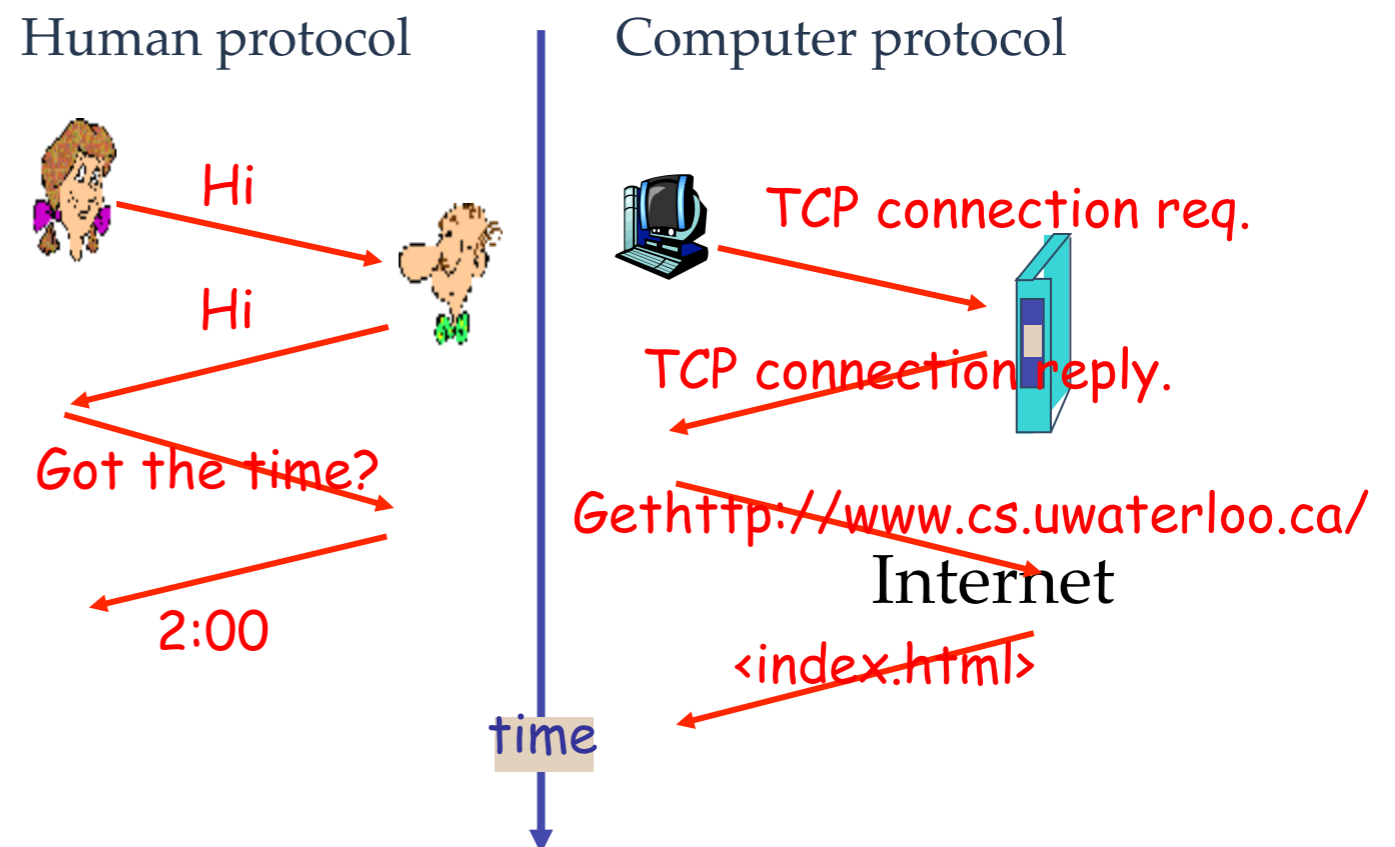 Human protocol
Computer protocol
Hi
TCP connection req.
Hi
TCP connection reply.
Got the time?
Gethttp://www.cs.uwaterloo.ca/
Internet
2:00
<index.html>
time